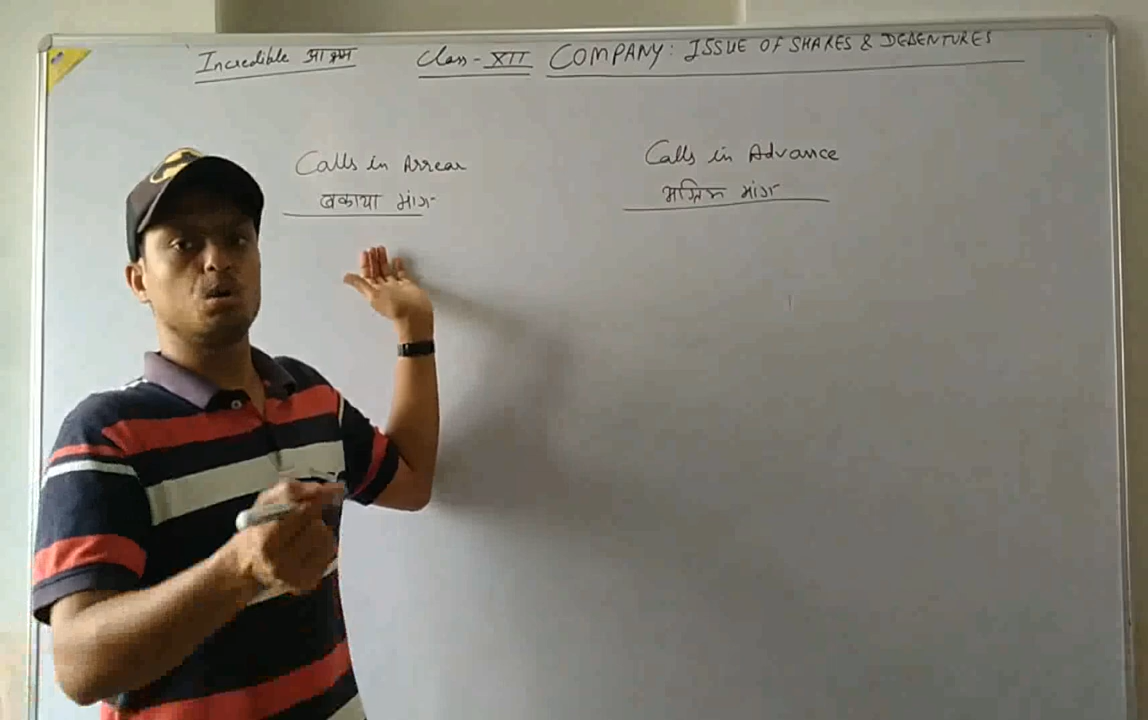 Incredible आश्रम Class - XII COMPANY: ISSUE OF SHARES & DEBENTURES
Calls in Arrear
बकाया मांग
Calls in Advance
अग्रिम मांग